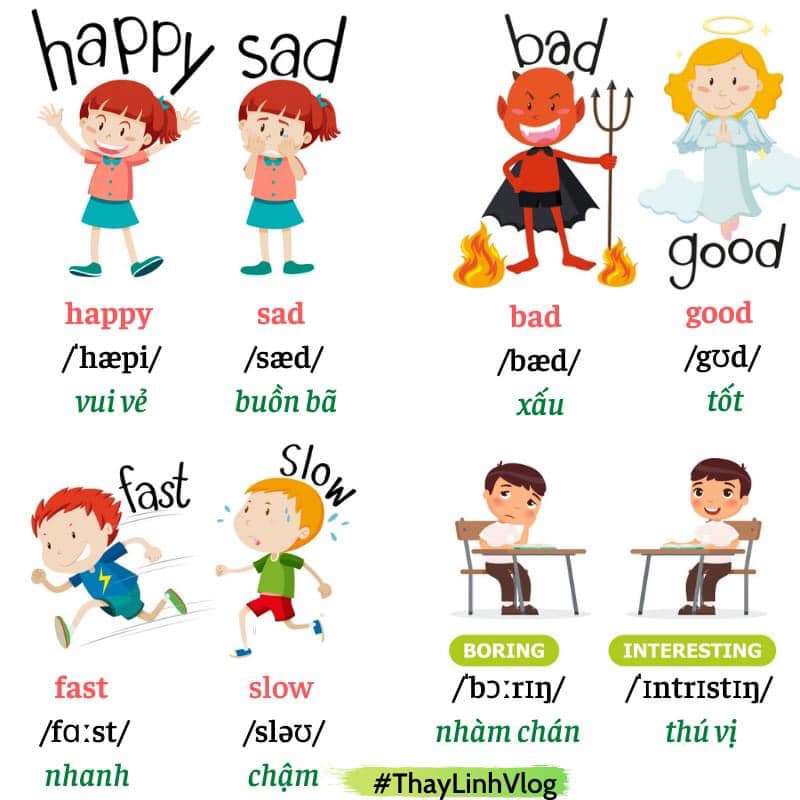 happy
sad
bad
good
happy
/ˈhæpi/
vui vẻ
sad
/sæd/
buồn bã
bad
/bæd/
xấu
good
/gʊd/
tốt
fast
slow
fast
/fɑːst/
nhanh
slow
/sləʊ/
chậm
BORING
/ˈbɔːrɪŋ/
nhàm chán
INTERESTING
/ˈɪntrɪstɪŋ/
thú vị
#ThayLinhVlog